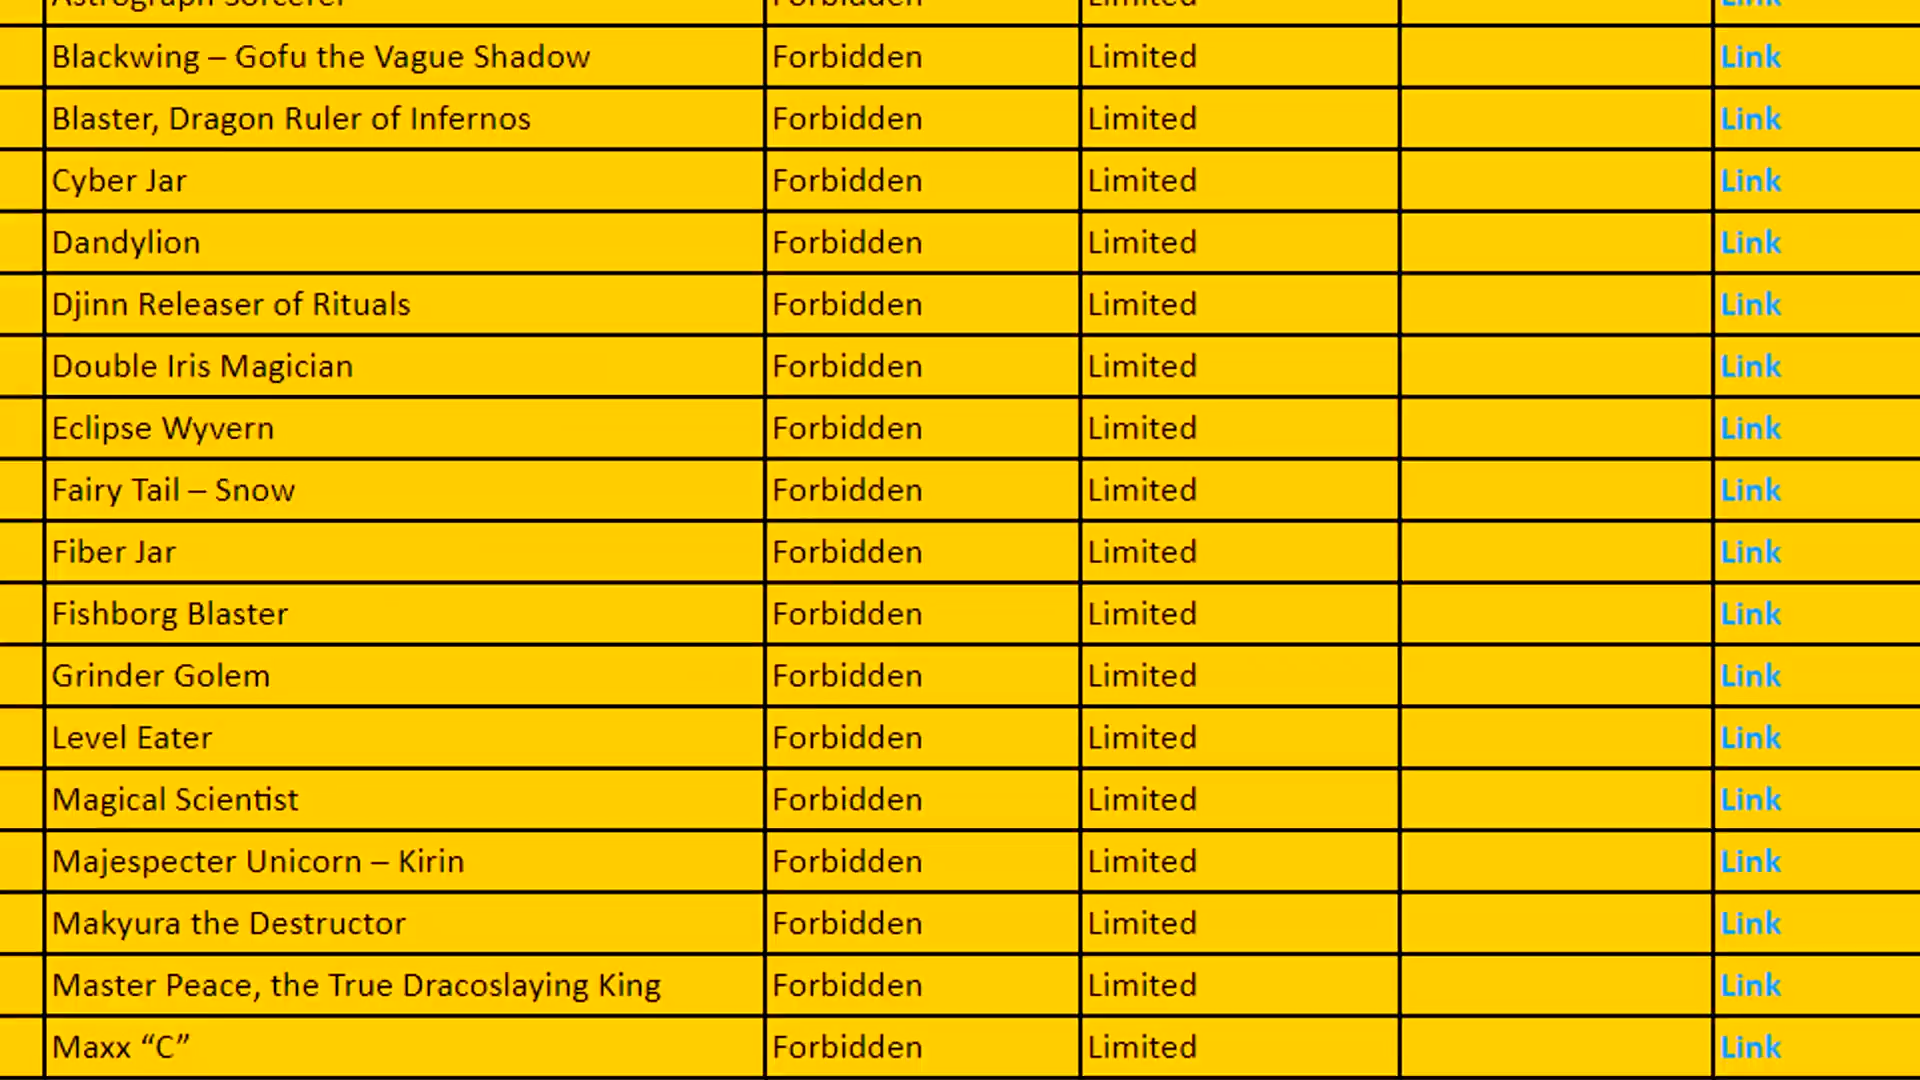 Astrograph Sorcerer Forbidden Limited Link
Blackwing – Gofu the Vague Shadow Forbidden Limited Link
Blaster, Dragon Ruler of Infernos Forbidden Limited Link
Cyber Jar Forbidden Limited Link
Dandylion Forbidden Limited Link
Djinn Releaser of Rituals Forbidden Limited Link
Double Iris Magician Forbidden Limited Link
Eclipse Wyvern Forbidden Limited Link
Fairy Tail – Snow Forbidden Limited Link
Fiber Jar Forbidden Limited Link
Fishborg Blaster Forbidden Limited Link
Grinder Golem Forbidden Limited Link
Level Eater Forbidden Limited Link
Magical Scientist Forbidden Limited Link
Majespecter Unicorn – Kirin Forbidden Limited Link
Makyura the Destructor Forbidden Limited Link
Master Peace, the True Dracoslaying King Forbidden Limited Link
Maxx “C” Forbidden Limited Link